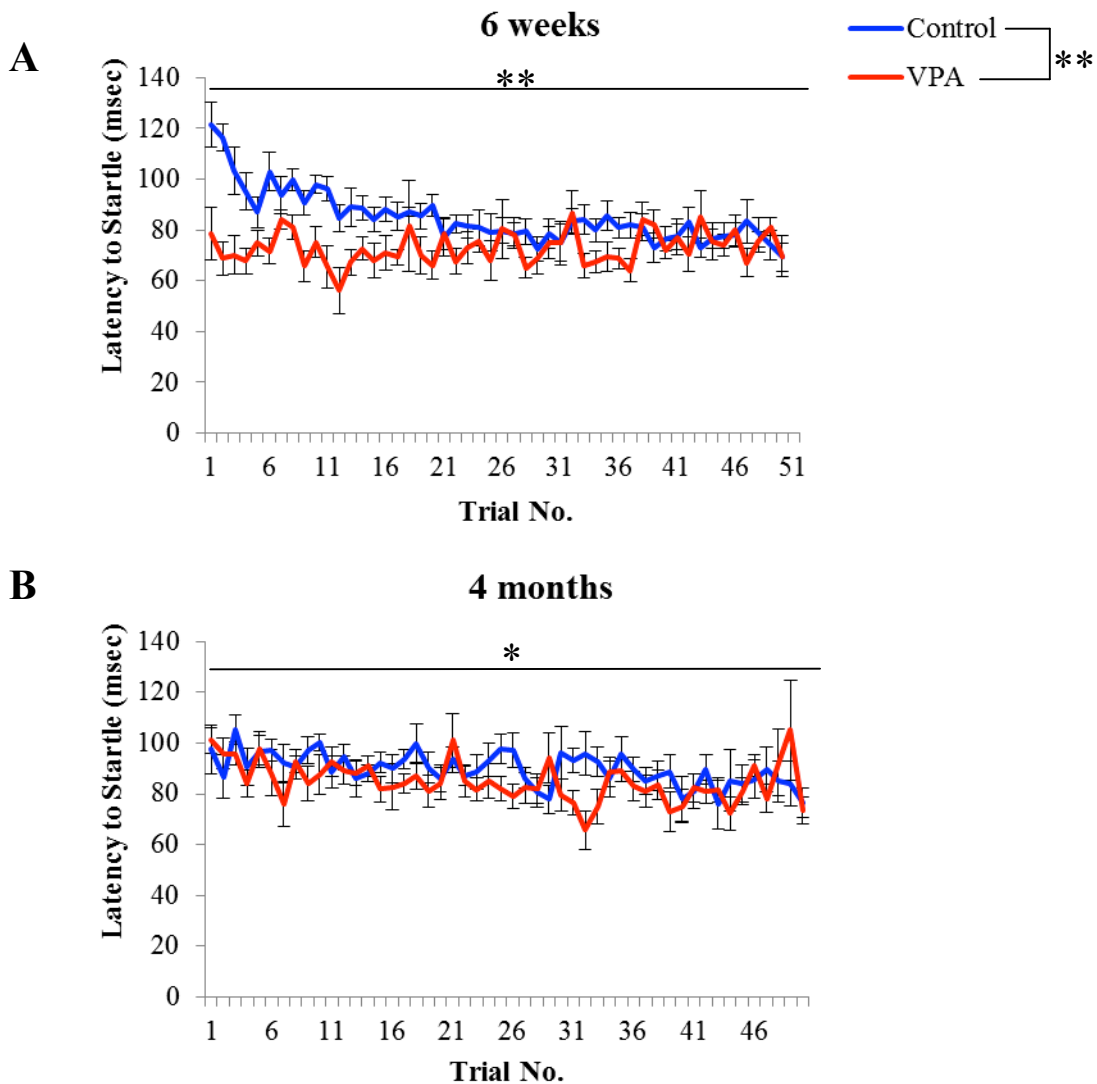 A
6 weeks
Control
VPA
**
**
Latency to Startle (msec)
140
120
100
80
60
40
20
0
1 6 11 16 21 26 31 36 41 46 51
Trial No.
B
4 months
*
Latency to Startle (msec)
140
120
100
80
60
40
20
0
1 6 11 16 21 26 31 36 41 46
Trial No.